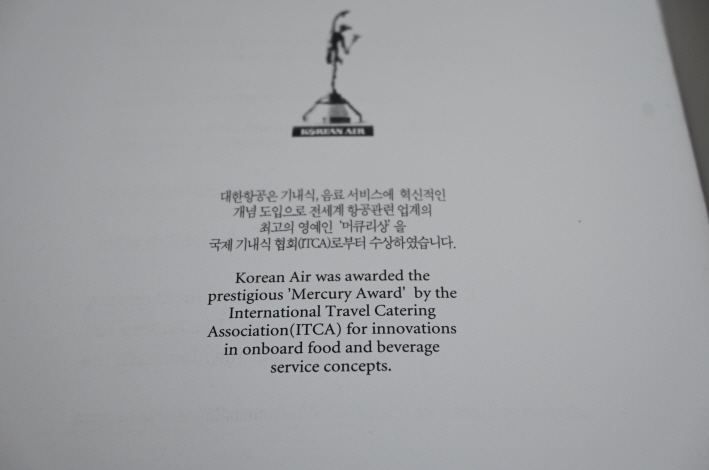 KOREAN AIR
대한항공은 기내식, 음료 서비스에 혁신적인
개념 도입으로 전세계 항공관련 업계의
최고의 영예인 '머큐리상'을
국제 기내식 협회(ITCA)로부터 수상하였습니다.
Korean Air was awarded the
prestigious 'Mercury Award' by the
International Travel Catering
Association(ITCA) for innovations
in onboard food and beverage
service concepts.